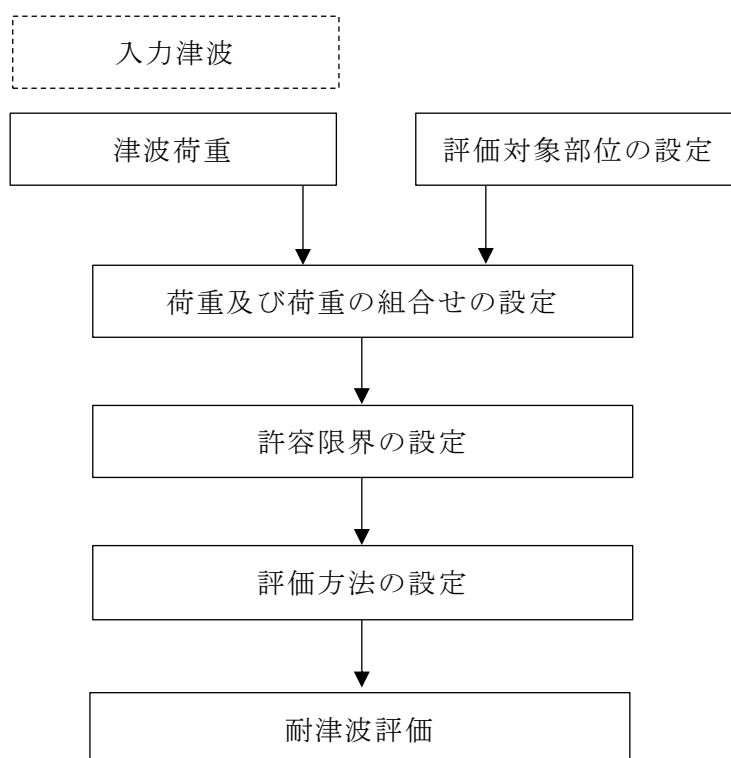 入力津波
津波荷重
評価対象部位の設定
荷重及び荷重の組合せの設定
許容限界の設定
評価方法の設定
耐津波評価